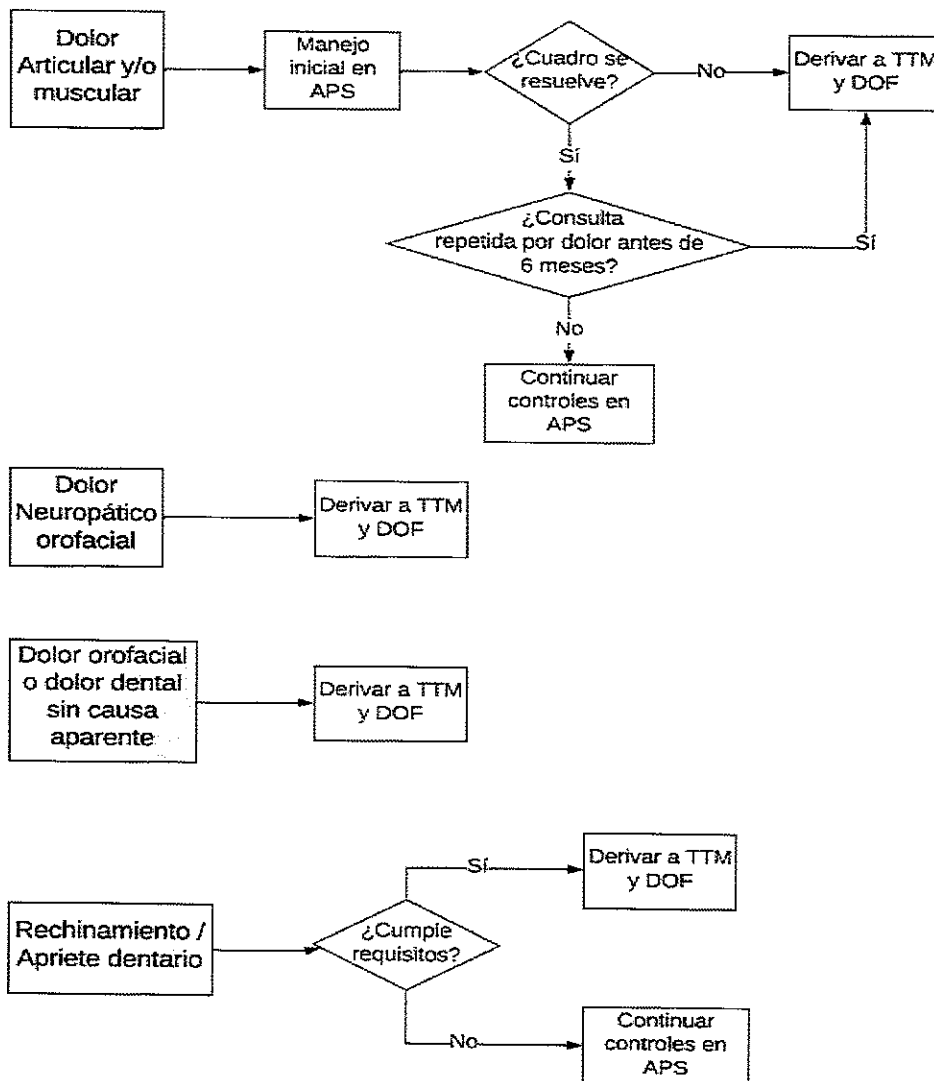 Dolor
Articular y/o
muscular
Manejo
inicial en
APS
¿Cuadro se
resuelve?
No
Derivar a TTM
y DOF
Sí
¿Consulta
repetida por dolor antes de
6 meses?
Sí
No
Continuar
controles en
APS
Dolor
Neuropático
orofacial
Derivar a TTM
y DOF
Dolor orofacial
o dolor dental
sin causa
aparente
Derivar a TTM
y DOF
Rechinamiento /
Apriete dentario
¿Cumple
requisitos?
Sí
Derivar a TTM
y DOF
No
Continuar
controles en
APS